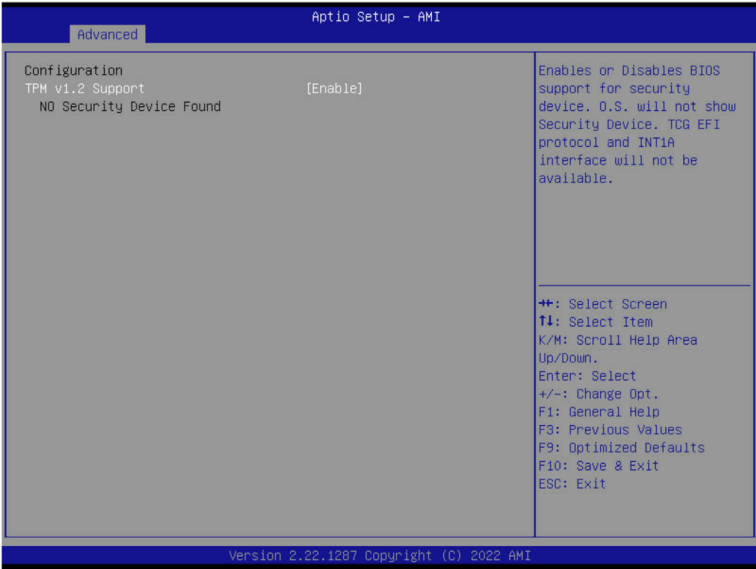 Aptio Setup - AMI
Advanced
Configuration
TPM v1.2 Support [Enable]
NO Security Device Found
Enables or Disables BIOS
support for security
device. O.S. will not show
Security Device. TCG EFI
protocol and INT1A
interface will not be
available.
→←: Select Screen
↑↓: Select Item
K/M: Scroll Help Area
Up/Down.
Enter: Select
+/-: Change Opt.
F1: General Help
F3: Previous Values
F9: Optimized Defaults
F10: Save & Exit
ESC: Exit
Version 2.22.1287 Copyright (C) 2022 AMI